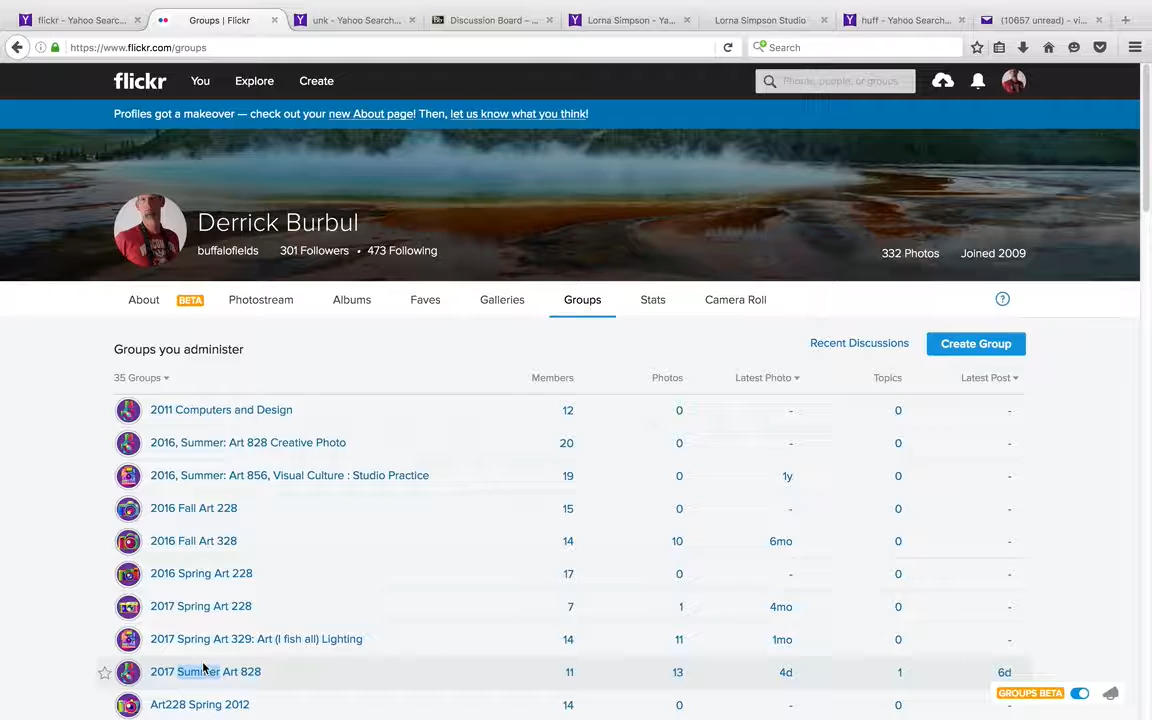 flickr - Yahoo Searc... Groups | Flickr unk - Yahoo Search... Discussion Board – ... Lorna Simpson - Ya... Lorna Simpson Studio huff - Yahoo Search... (10657 unread) - vi...
https://www.flickr.com/groups Search
flickr You Explore Create Photos, people, or groups
Profiles got a makeover — check out your new About page! Then, let us know what you think!
Derrick Burbul
buffalofields 301 Followers • 473 Following 332 Photos Joined 2009
About BETA Photostream Albums Faves Galleries Groups Stats Camera Roll ?
Groups you administer Recent Discussions Create Group
35 Groups Members Photos Latest Photo Topics Latest Post
2011 Computers and Design 12 0 - 0 -
2016, Summer: Art 828 Creative Photo 20 0 - 0 -
2016, Summer: Art 856, Visual Culture : Studio Practice 19 0 1y 0 -
2016 Fall Art 228 15 0 - 0 -
2016 Fall Art 328 14 10 6mo 0 -
2016 Spring Art 228 17 0 - 0 -
2017 Spring Art 228 7 1 4mo 0 -
2017 Spring Art 329: Art (I fish all) Lighting 14 11 1mo 0 -
2017 Summer Art 828 11 13 4d 1 6d
GROUPS BETA
Art228 Spring 2012 14 0 - 0 -